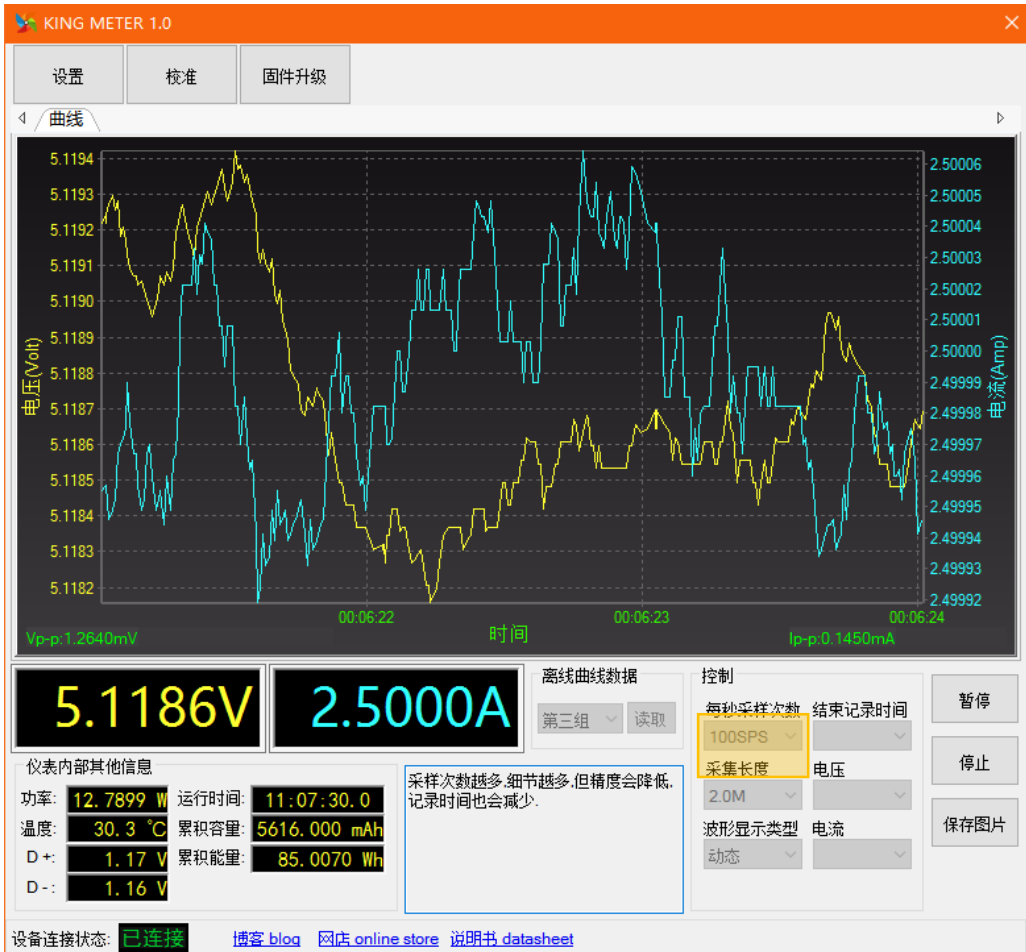 KING METER 1.0
设置 校准 固件升级
曲线
5.1194
5.1193
5.1192
5.1191
5.1190
5.1189
5.1188
5.1187
5.1186
5.1185
5.1184
5.1183
5.1182
电压(Volt)
2.50006
2.50005
2.50004
2.50003
2.50002
2.50001
2.50000
2.49999
2.49998
2.49997
2.49996
2.49995
2.49994
2.49993
2.49992
电流(Amp)
00:06:22 00:06:23 00:06:24
Vp-p:1.2640mV 时间 Ip-p:0.1450mA
5.1186V 2.5000A
离线曲线数据
第三组 读取
控制
每秒采样次数 结束记录时间
100SPS
采集长度 电压
2.0M
波形显示类型 电流
动态
暂停
停止
保存图片
仪表内部其他信息
功率: 12.7899 W 运行时间: 11:07:30.0
温度: 30.3 ℃ 累积容量: 5616.000 mAh
D+: 1.17 V 累积能量: 85.0070 Wh
D-: 1.16 V
采样次数越多,细节越多,但精度会降低.
记录时间也会减少.
设备连接状态: 已连接 博客 blog 网店 online store 说明书 datasheet